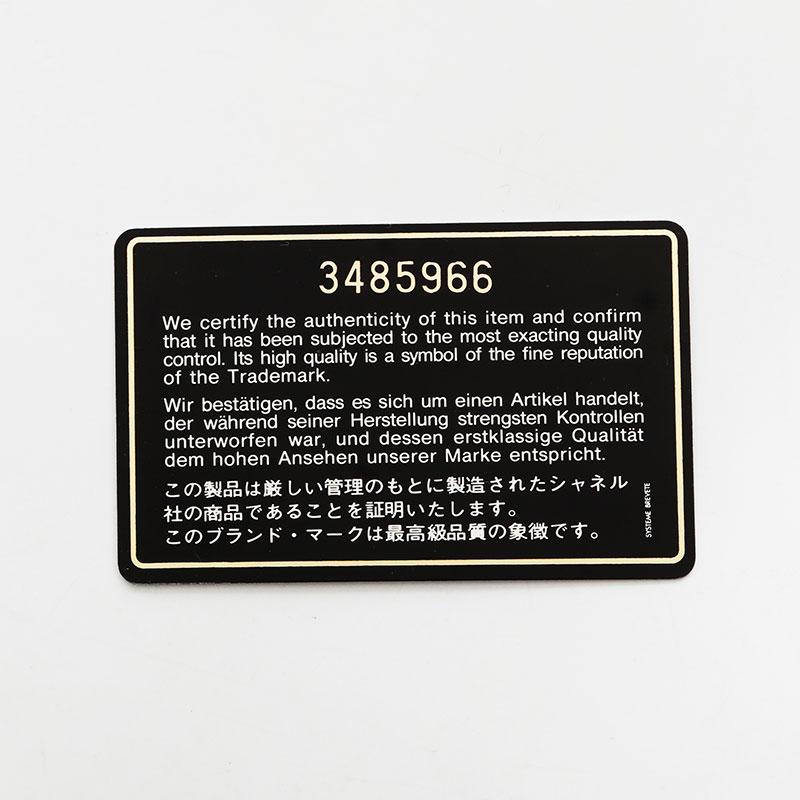 3485966
We certify the authenticity of this item and confirm
that it has been subjected to the most exacting quality
control. Its high quality is a symbol of the fine reputation
of the Trademark.
Wir bestätigen, dass es sich um einen Artikel handelt,
der während seiner Herstellung strengsten Kontrollen
unterworfen war, und dessen erstklassige Qualität
dem hohen Ansehen unserer Marke entspricht.
この製品は厳しい管理のもとに製造されたシャネル
社の商品であることを証明いたします。
このブランド・マークは最高級品質の象徴です。
SYSTEME BREVETE